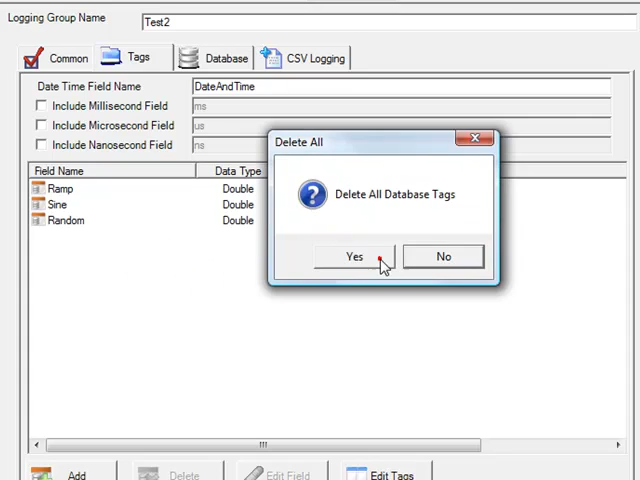 Logging Group Name Test2
Common Tags Database CSV Logging
Date Time Field Name DateAndTime
Include Millisecond Field ms
Include Microsecond Field us
Include Nanosecond Field ns
Delete All
Field Name Data Type
Ramp Double
Delete All Database Tags
Sine Double
Random Double
Yes No
Add Delete Edit Field Edit Tags